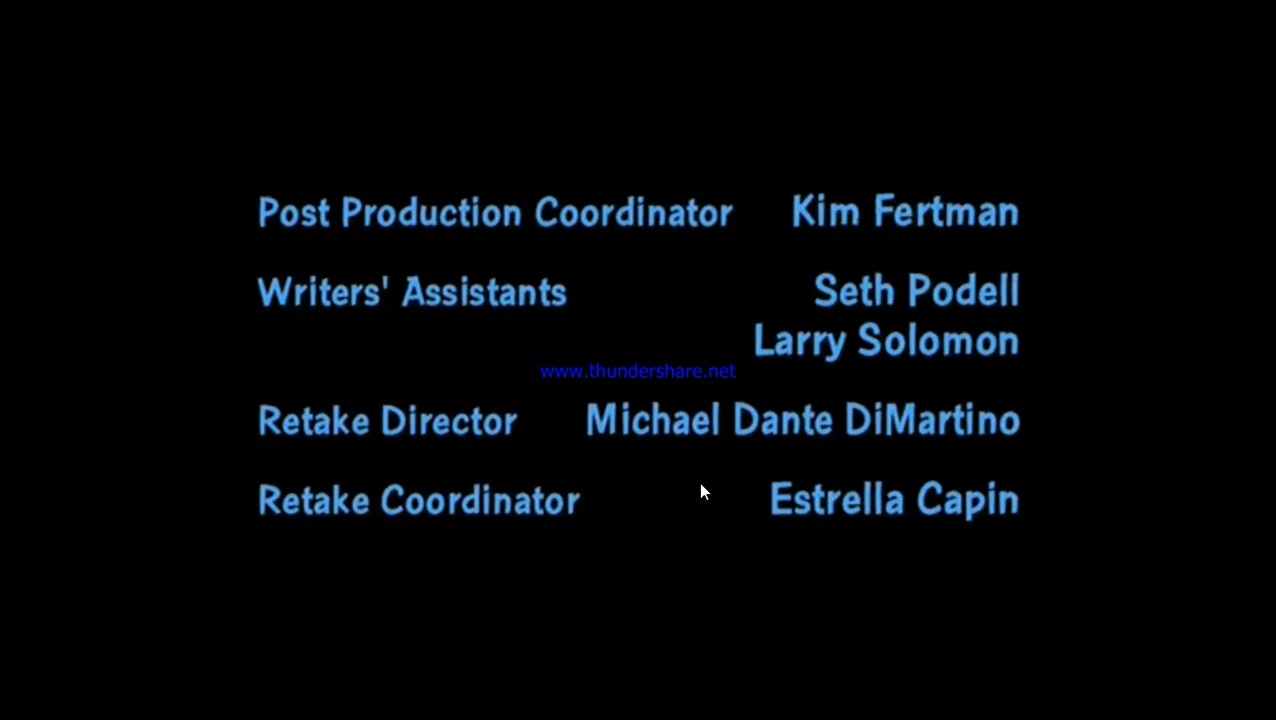 Post Production Coordinator Kim Fertman
Writers' Assistants Seth Podell
Larry Solomon
www.thundershare.net
Retake Director Michael Dante DiMartino
Retake Coordinator Estrella Capin